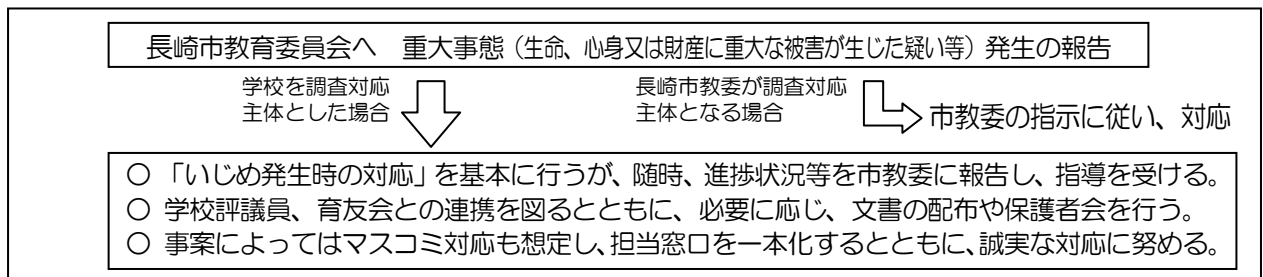 長崎市教育委員会へ 重大事態（生命、心身又は財産に重大な被害が生じた疑い等）発生の報告
学校を調査対応
主体とした場合
長崎市教委が調査対応
主体となる場合
市教委の指示に従い、対応
○ 「いじめ発生時の対応」を基本に行うが、随時、進捗状況等を市教委に報告し、指導を受ける。
○ 学校評議員、育友会との連携を図るとともに、必要に応じ、文書の配布や保護者会を行う。
○ 事案によってはマスコミ対応も想定し、担当窓口を一本化するとともに、誠実な対応に努める。